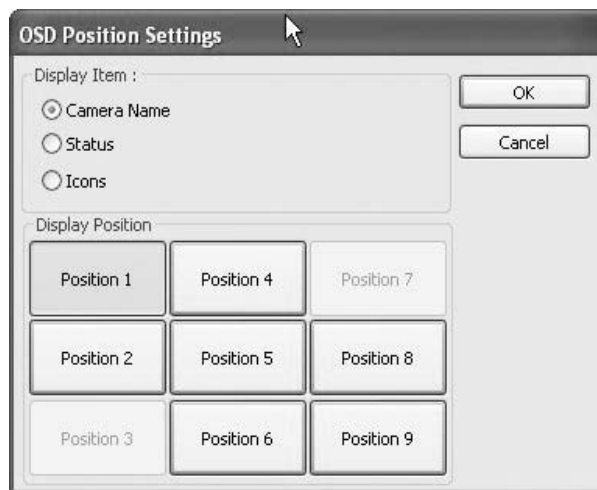 OSD Position Settings
Display Item :
Camera Name
Status
Icons
OK
Cancel
Display Position
Position 1
Position 4
Position 7
Position 2
Position 5
Position 8
Position 3
Position 6
Position 9